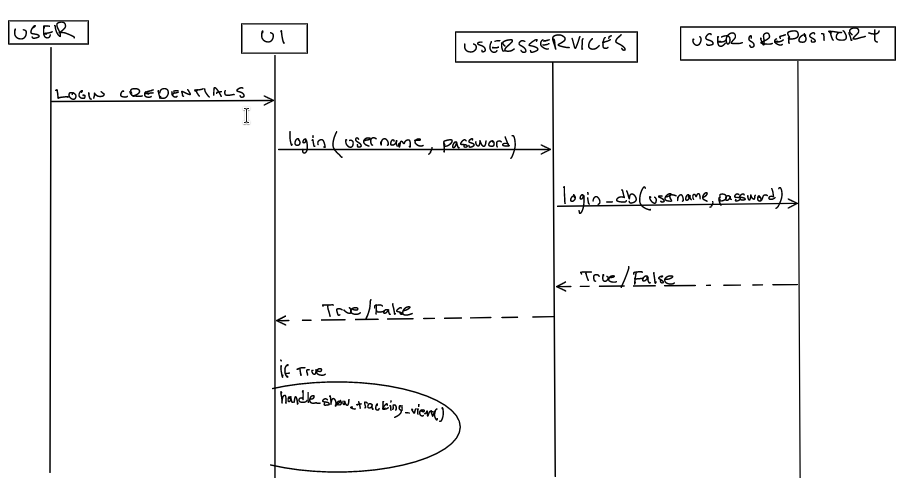 USER
UI
USERSSERVICES
USERSREPOSITORY
LOGIN CREDENTIALS
login(username, password)
login_db(username,password)
True/False
True/False
if True
handle_show_tracking_view()